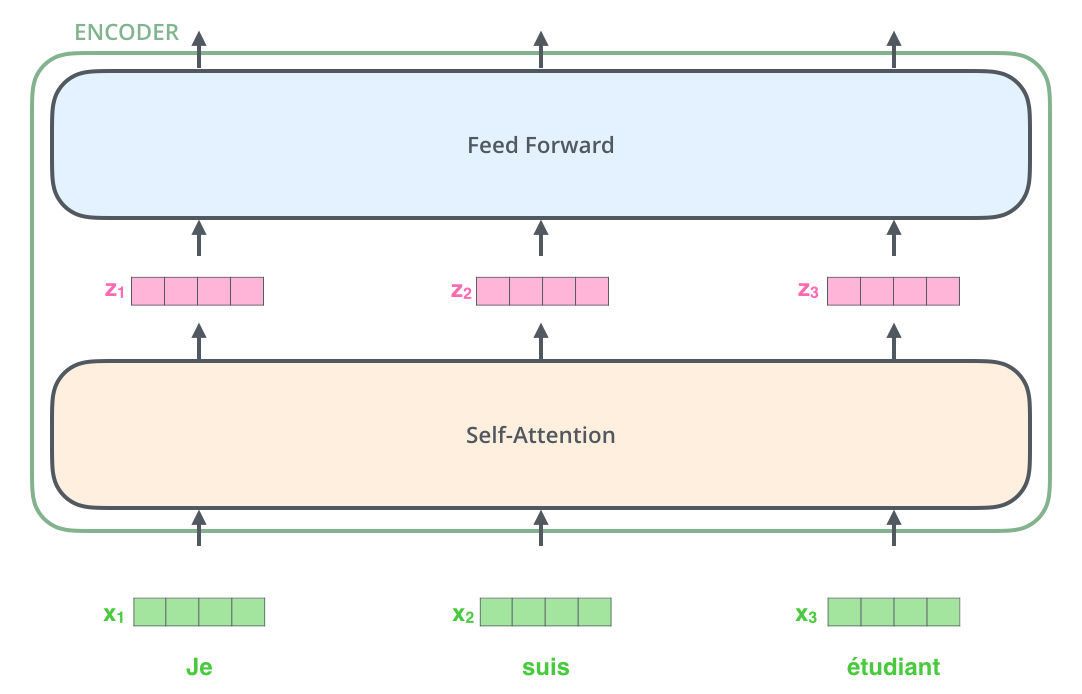 ENCODER
Feed Forward
z1 z2 z3
Self-Attention
x1 x2 x3
Je suis étudiant